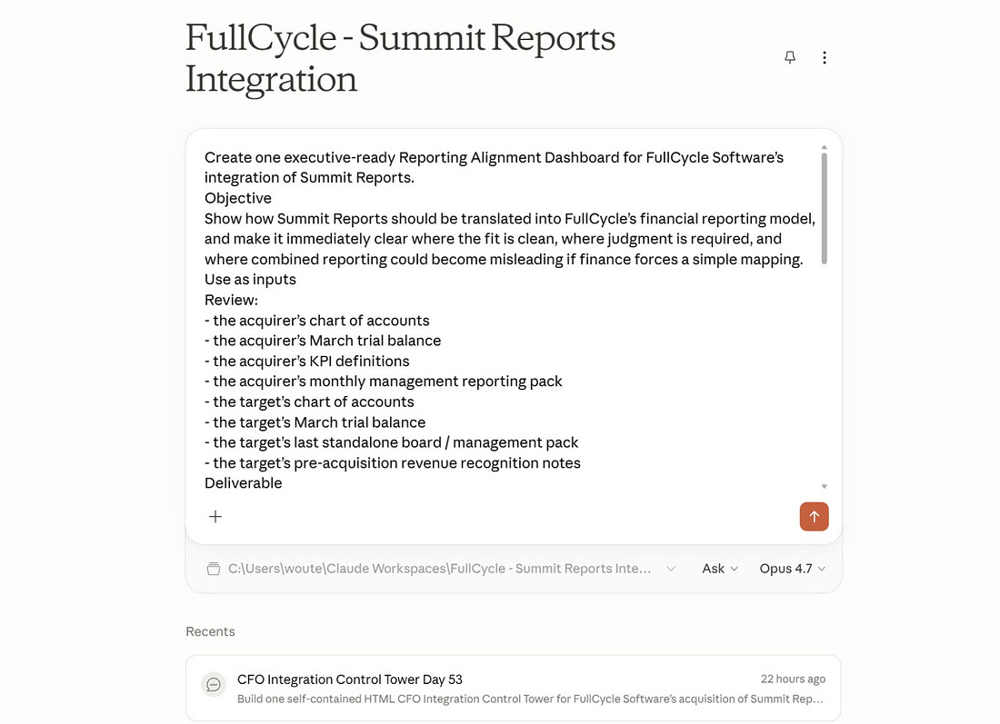 FullCycle - Summit Reports
Integration
Create one executive-ready Reporting Alignment Dashboard for FullCycle Software’s
integration of Summit Reports.
Objective
Show how Summit Reports should be translated into FullCycle’s financial reporting model,
and make it immediately clear where the fit is clean, where judgment is required, and
where combined reporting could become misleading if finance forces a simple mapping.
Use as inputs
Review:
- the acquirer’s chart of accounts
- the acquirer’s March trial balance
- the acquirer’s KPI definitions
- the acquirer’s monthly management reporting pack
- the target’s chart of accounts
- the target’s March trial balance
- the target’s last standalone board / management pack
- the target’s pre-acquisition revenue recognition notes
Deliverable
C:\Users\woute\Claude Workspaces\FullCycle - Summit Reports Inte... Ask Opus 4.7
Recents
CFO Integration Control Tower Day 53 22 hours ago
Build one self-contained HTML CFO Integration Control Tower for FullCycle Software's acquisition of Summit Rep...